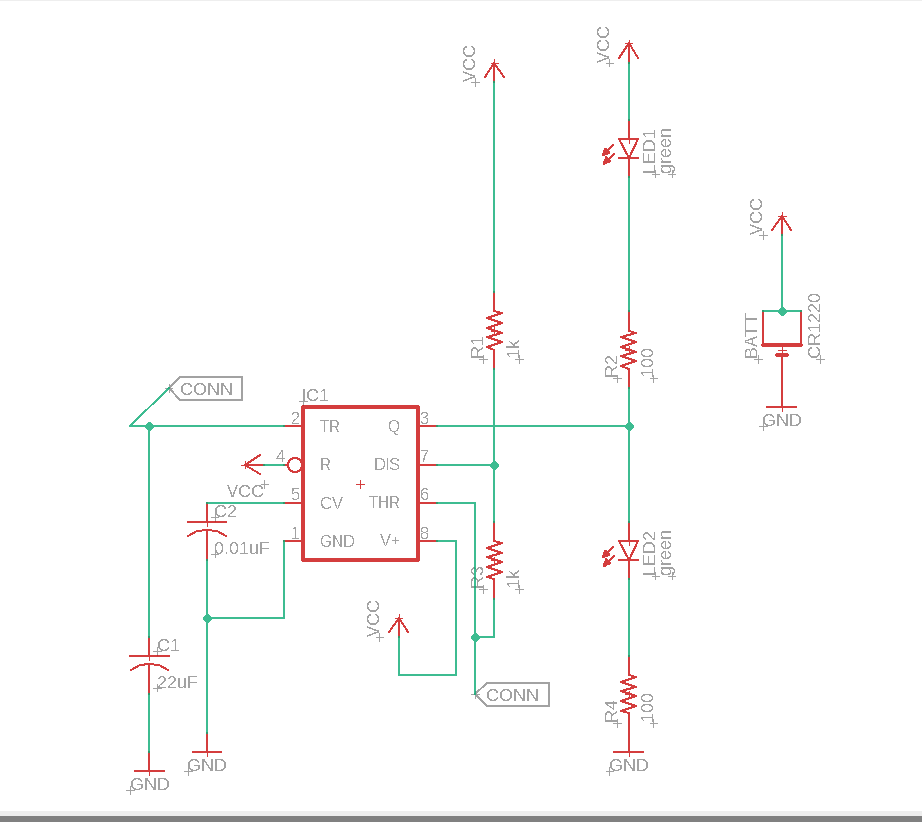 VCC
VCC
LED1
green
VCC
BATT
CR1220
GND
R1
1k
R2
100
CONN
IC1
2
TR
Q
3
4
R
DIS
7
VCC
5
CV
THR
6
1
GND
V+
8
C2
0.01uF
R3
1k
LED2
green
VCC
C1
22uF
CONN
R4
100
GND
GND
GND